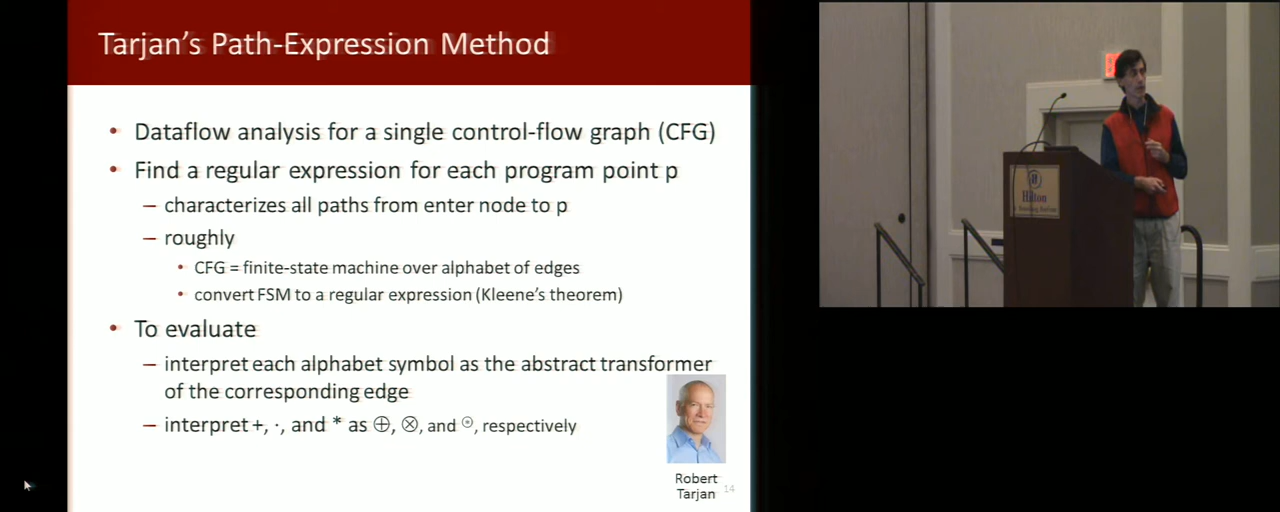 Tarjan's Path-Expression Method
• Dataflow analysis for a single control-flow graph (CFG)
• Find a regular expression for each program point p
– characterizes all paths from enter node to p
– roughly
• CFG = finite-state machine over alphabet of edges
• convert FSM to a regular expression (Kleene's theorem)
• To evaluate
– interpret each alphabet symbol as the abstract transformer
of the corresponding edge
– interpret +, ·, and * as ⊕, ⊗, and ⊛, respectively
Robert
Tarjan
14
Hilton